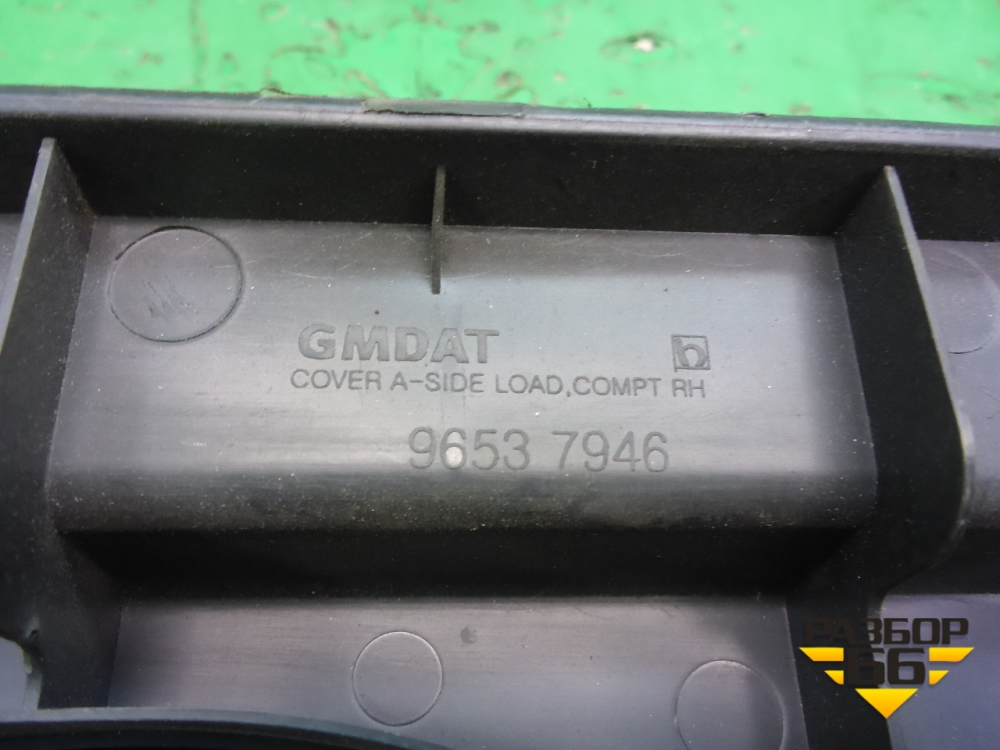 GMDAT
COVER A-SIDE LOAD,COMPT RH
9653 7946
РАЗБОР
66